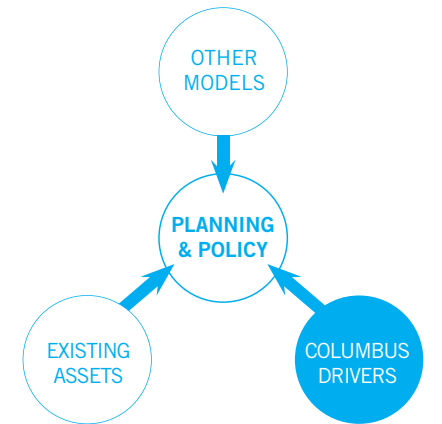 OTHER
MODELS
PLANNING
& POLICY
EXISTING
ASSETS
COLUMBUS
DRIVERS